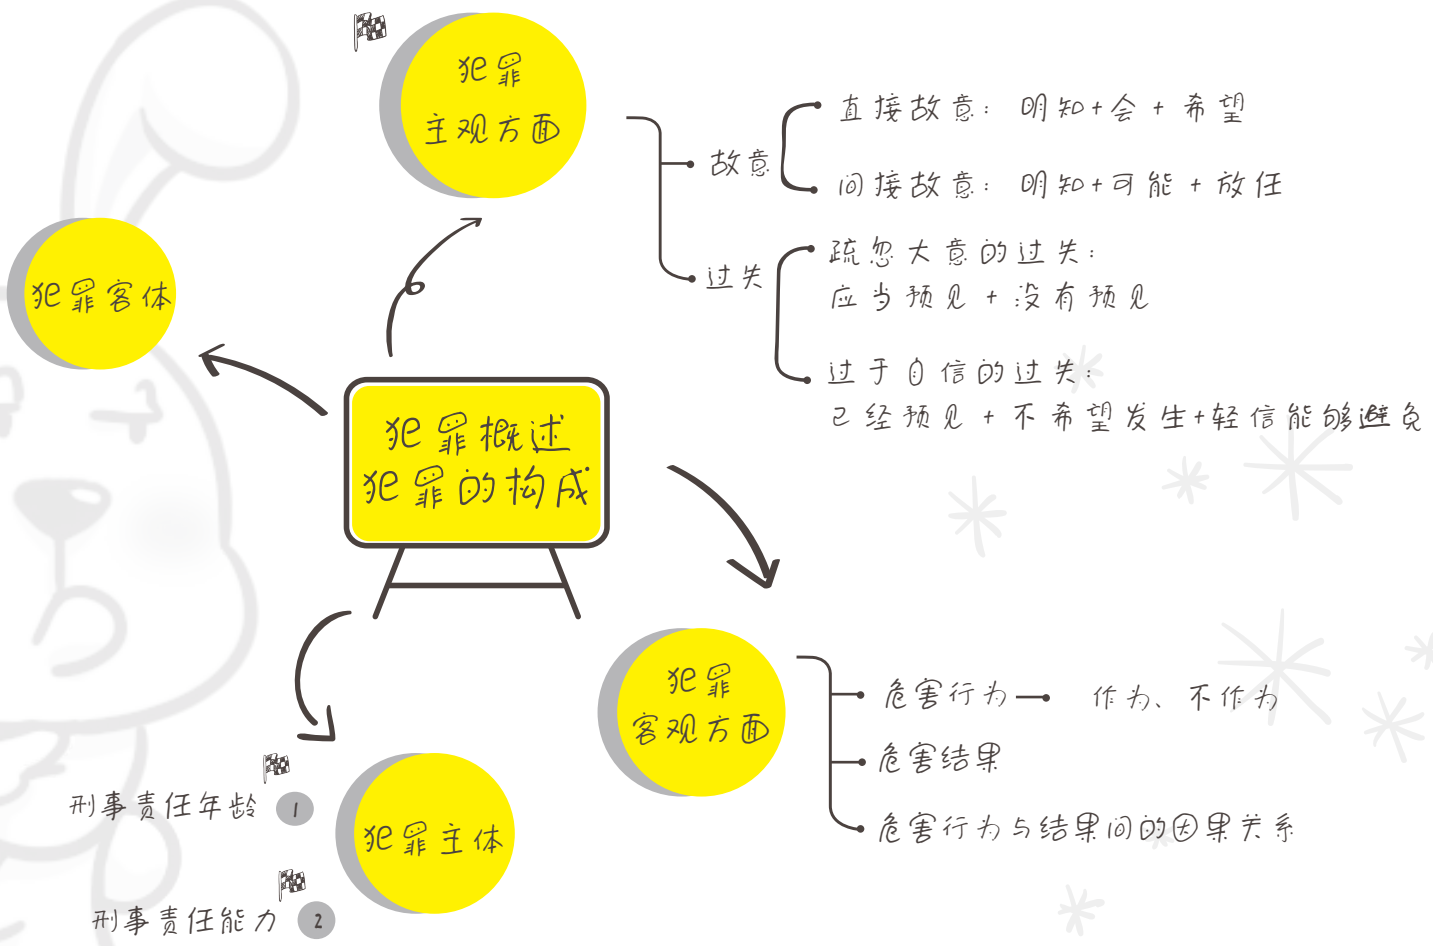 犯罪
主观方面
故意
直接故意：明知+会+希望
间接故意：明知+可能+放任
过失
疏忽大意的过失：
应当预见+没有预见
过于自信的过失：
已经预见+不希望发生+轻信能够避免
犯罪客体
犯罪概述
犯罪的构成
犯罪
客观方面
危害行为
作为、不作为
危害结果
危害行为与结果间的因果关系
犯罪主体
刑事责任年龄 1
刑事责任能力 2